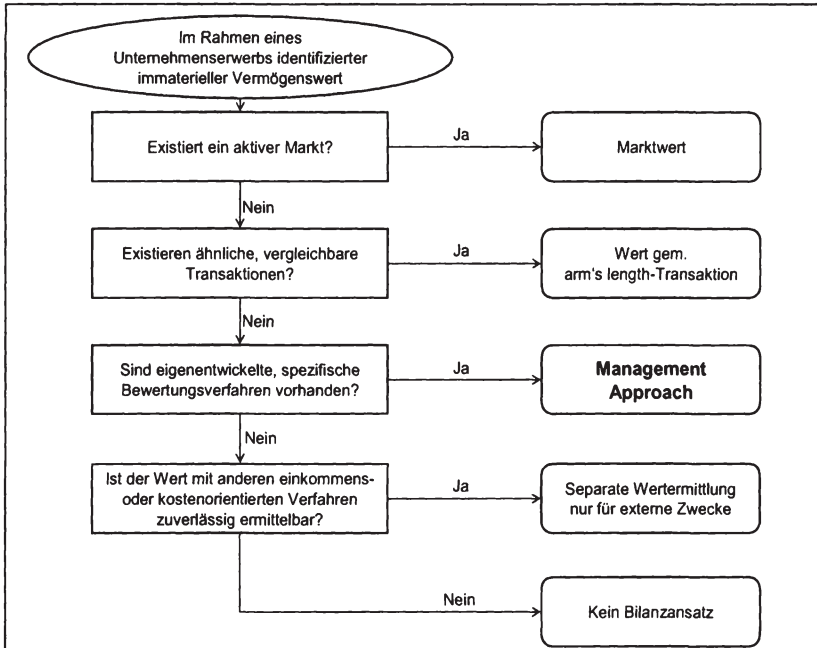 Im Rahmen eines
Unternehmenserwerbs identifizierter
immaterieller Vermögenswert
Existiert ein aktiver Markt?
Ja
Marktwert
Nein
Existieren ähnliche, vergleichbare
Transaktionen?
Ja
Wert gem.
arm's length-Transaktion
Nein
Sind eigenentwickelte, spezifische
Bewertungsverfahren vorhanden?
Ja
Management
Approach
Nein
Ist der Wert mit anderen einkommens-
oder kostenorientierten Verfahren
zuverlässig ermittelbar?
Ja
Separate Wertermittlung
nur für externe Zwecke
Nein
Kein Bilanzansatz